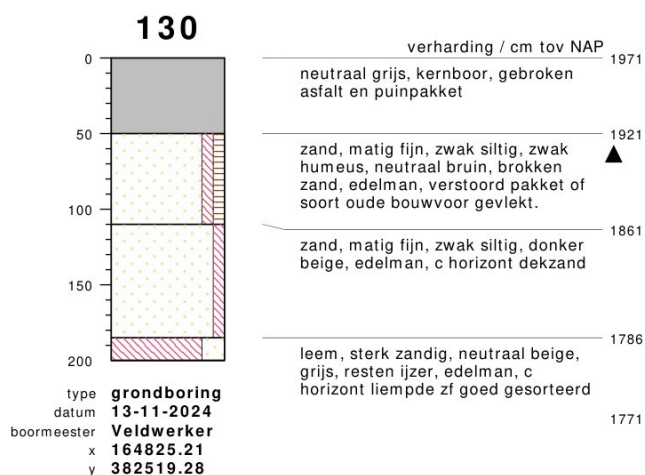 130
verharding / cm tov NAP
0
1971
neutraal grijs, kernboor, gebroken
asfalt en puinpakket
50
1921
zand, matig fijn, zwak siltig, zwak
humeus, neutraal bruin, brokken
zand, edelman, verstoord pakket of
soort oude bouwvoor gevlekt.
100
1861
zand, matig fijn, zwak siltig, donker
beige, edelman, c horizont dekzand
150
1786
leem, sterk zandig, neutraal beige,
grijs, resten ijzer, edelman, c
horizont liempde zf goed gesorteerd
200
1771
type grondboring
datum 13-11-2024
boormeester Veldwerker
x 164825.21
y 382519.28